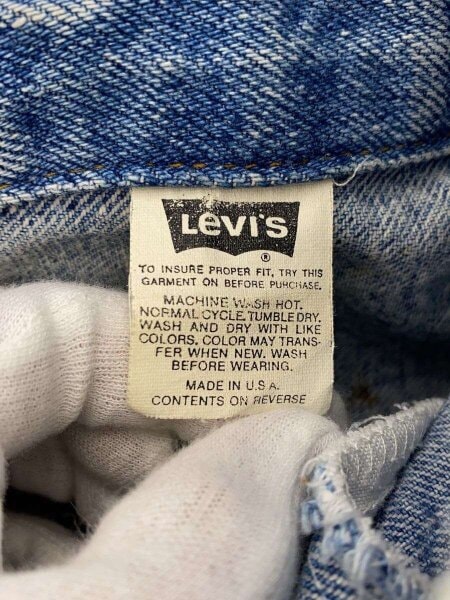 LEVI'S
®
TO INSURE PROPER FIT, TRY THIS
GARMENT ON BEFORE PURCHASE.
MACHINE WASH HOT.
NORMAL CYCLE. TUMBLE DRY.
WASH AND DRY WITH LIKE
COLORS. COLOR MAY TRANS-
FER WHEN NEW. WASH
BEFORE WEARING.
MADE IN U.S.A.
CONTENTS ON REVERSE